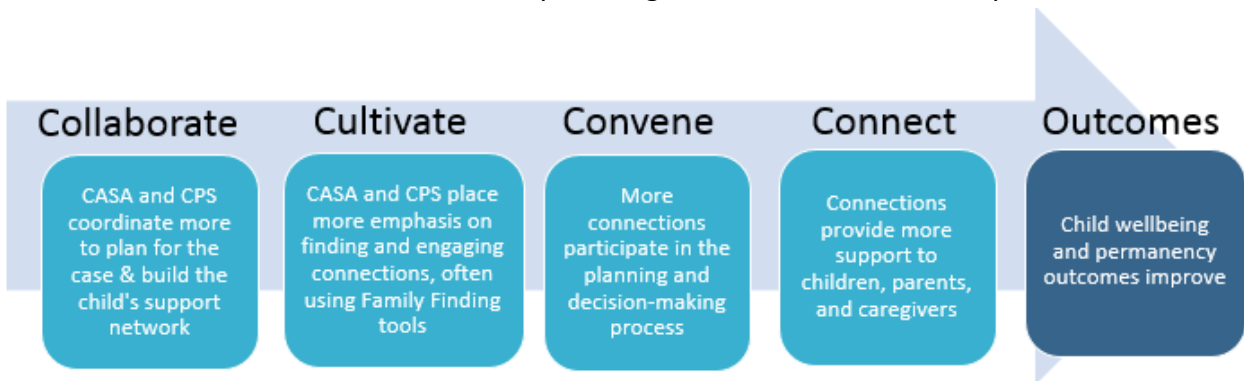 Collaborate
CASA and CPS
coordinate more
to plan for the
case & build the
child's support
network
Cultivate
CASA and CPS place
more emphasis on
finding and engaging
connections, often
using Family Finding
tools
Convene
More
connections
participate in the
planning and
decision-making
process
Connect
Connections
provide more
support to
children, parents,
and caregivers
Outcomes
Child wellbeing
and permanency
outcomes improve